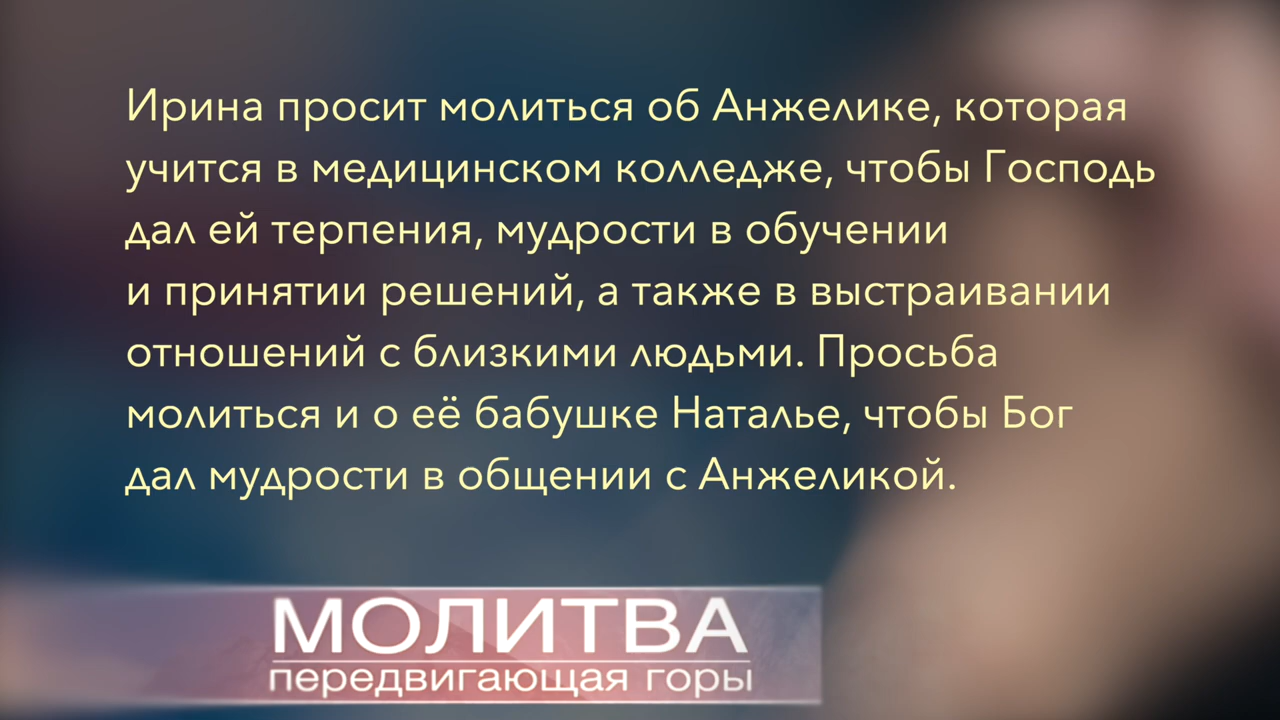 Ирина просит молиться об Анжелике, которая
учится в медицинском колледже, чтобы Господь
дал ей терпения, мудрости в обучении
и принятии решений, а также в выстраивании
отношений с близкими людьми. Просьба
молиться и о её бабушке Наталье, чтобы Бог
дал мудрости в общении с Анжеликой.
МОЛИТВА
передвигающая горы